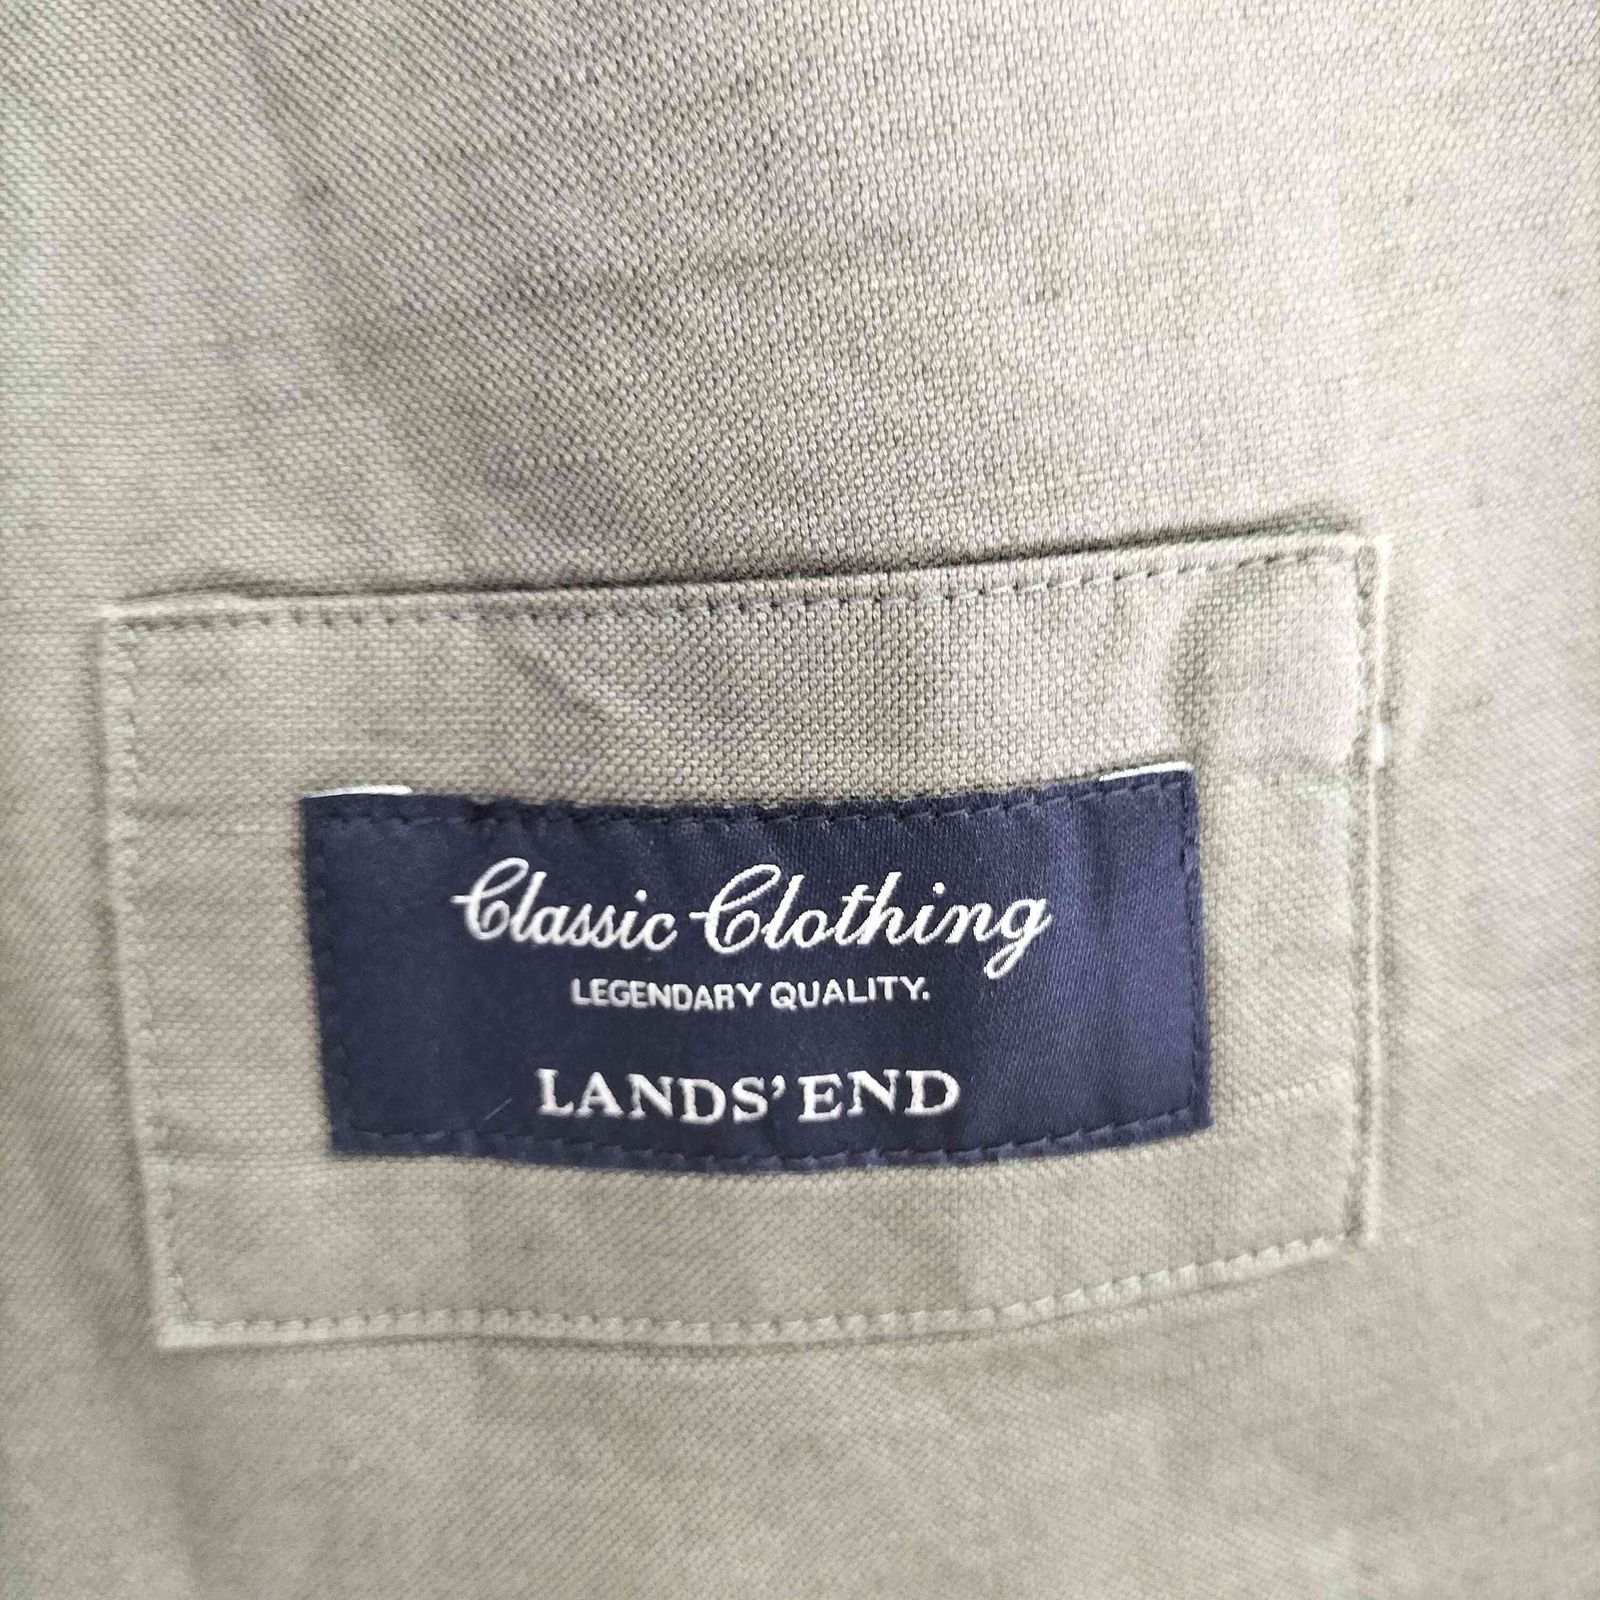 Classic Clothing
LEGENDARY QUALITY.
LANDS' END